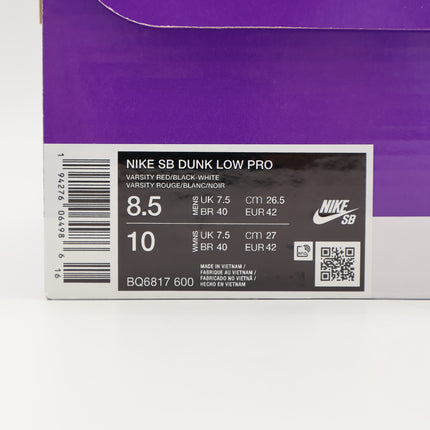 NIKE SB DUNK LOW PRO
VARSITY RED/BLACK-WHITE
VARSITY ROUGE/BLANC/NOIR
8.5 MENS UK 7.5 cm 26.5
BR 40 EUR 42
10 WMNS UK 7.5 cm 27
BR 40 EUR 42
NIKE
SB
BQ6817 600
MADE IN VIETNAM /
FABRIQUÉ AU VIETNAM /
FABRICADO NO VIETNÃ /
HECHO EN VIETNAM
1 94276 06498 6 16